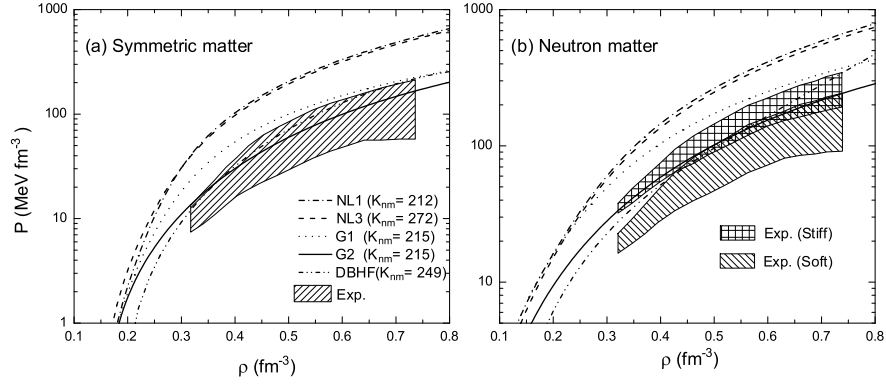 (a) Symmetric matter
1000
100
10
1
P (MeV fm-3)
NL1 (Knm= 212)
NL3 (Knm= 272)
G1 (Knm= 215)
G2 (Knm= 215)
DBHF(Knm= 249)
Exp.
0.1 0.2 0.3 0.4 0.5 0.6 0.7 0.8
ρ (fm-3)
(b) Neutron matter
1000
100
10
Exp. (Stiff)
Exp. (Soft)
0.1 0.2 0.3 0.4 0.5 0.6 0.7 0.8
ρ (fm-3)